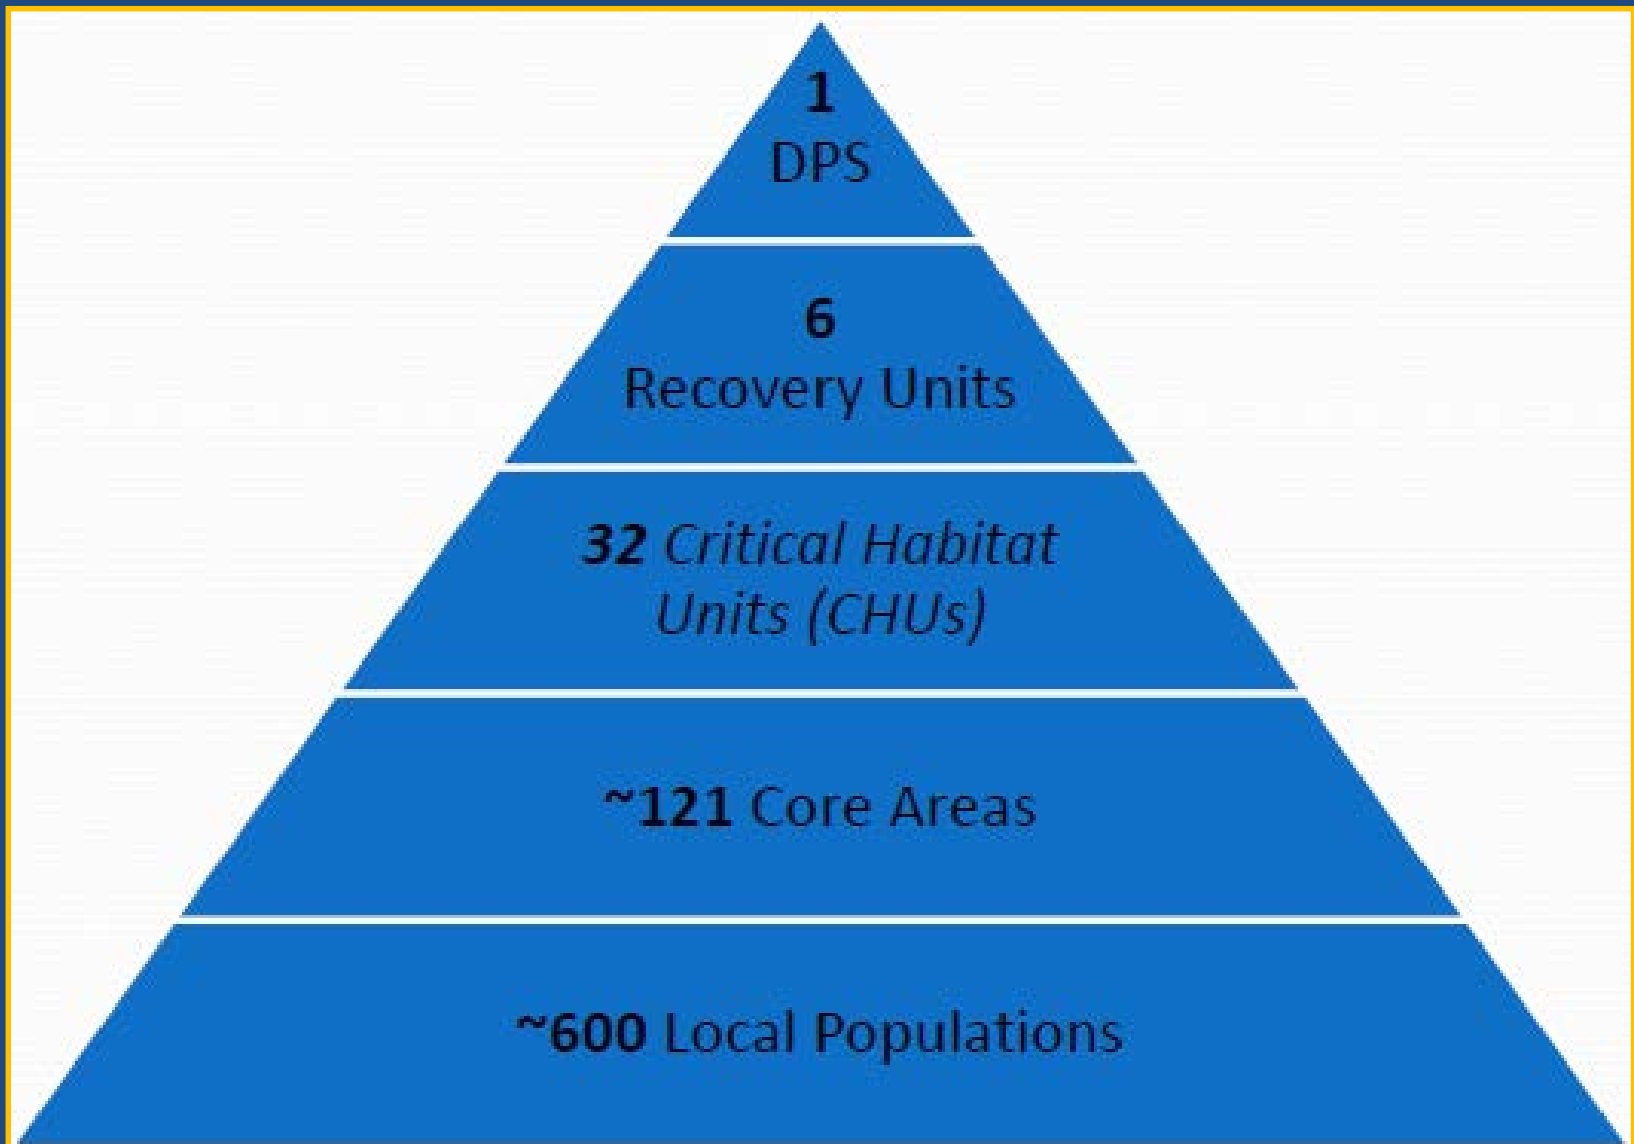 1
DPS
6
Recovery Units
32 Critical Habitat
Units (CHUs)
~121 Core Areas
~600 Local Populations